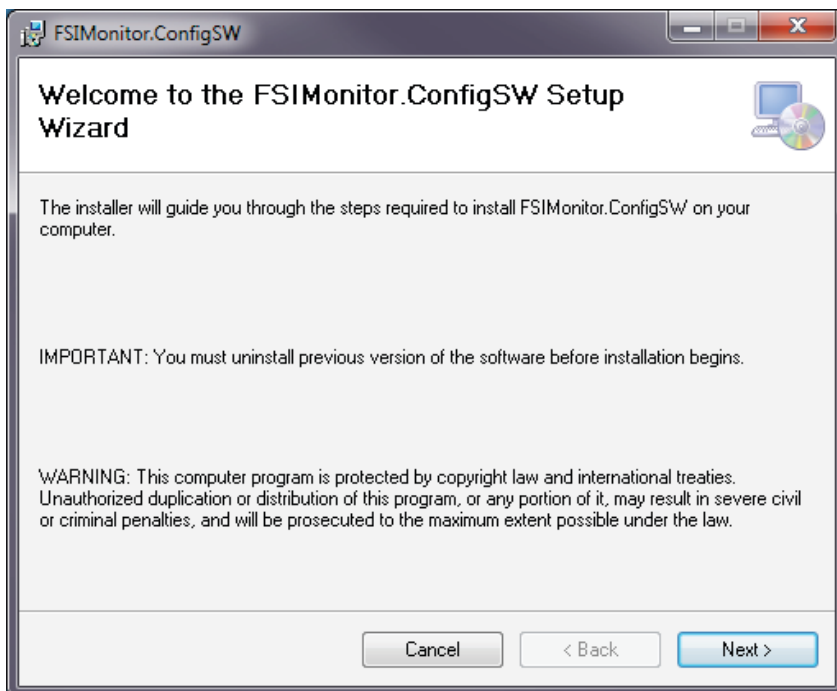 FSIMonitor.ConfigSW
Welcome to the FSIMonitor.ConfigSW Setup
Wizard
The installer will guide you through the steps required to install FSIMonitor.ConfigSW on your
computer.
IMPORTANT: You must uninstall previous version of the software before installation begins.
WARNING: This computer program is protected by copyright law and international treaties.
Unauthorized duplication or distribution of this program, or any portion of it, may result in severe civil
or criminal penalties, and will be prosecuted to the maximum extent possible under the law.
Cancel < Back Next >